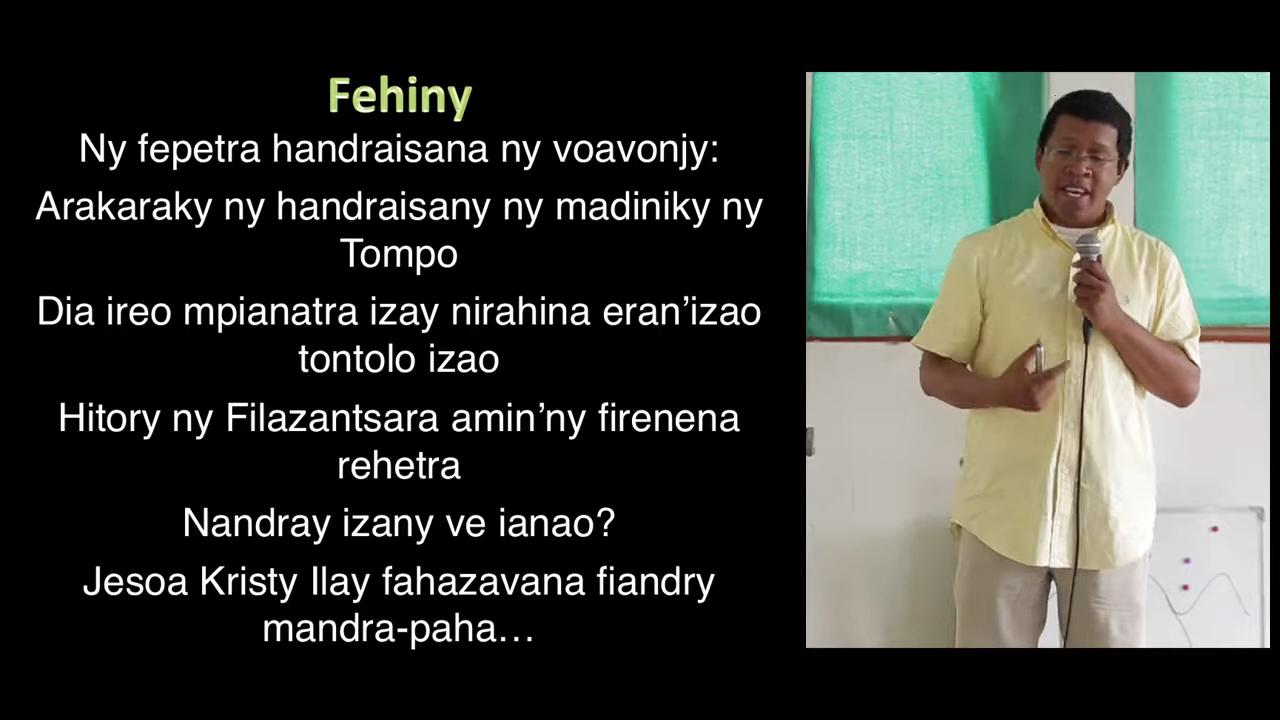 Fehiny
Ny fepetra handraisana ny voavonjy:
Arakaraky ny handraisany ny madiniky ny
Tompo
Dia ireo mpianatra izay nirahina eran’izao
tontolo izao
Hitory ny Filazantsara amin’ny firenena
rehetra
Nandray izany ve ianao?
Jesoa Kristy Ilay fahazavana fiandry
mandra-paha…